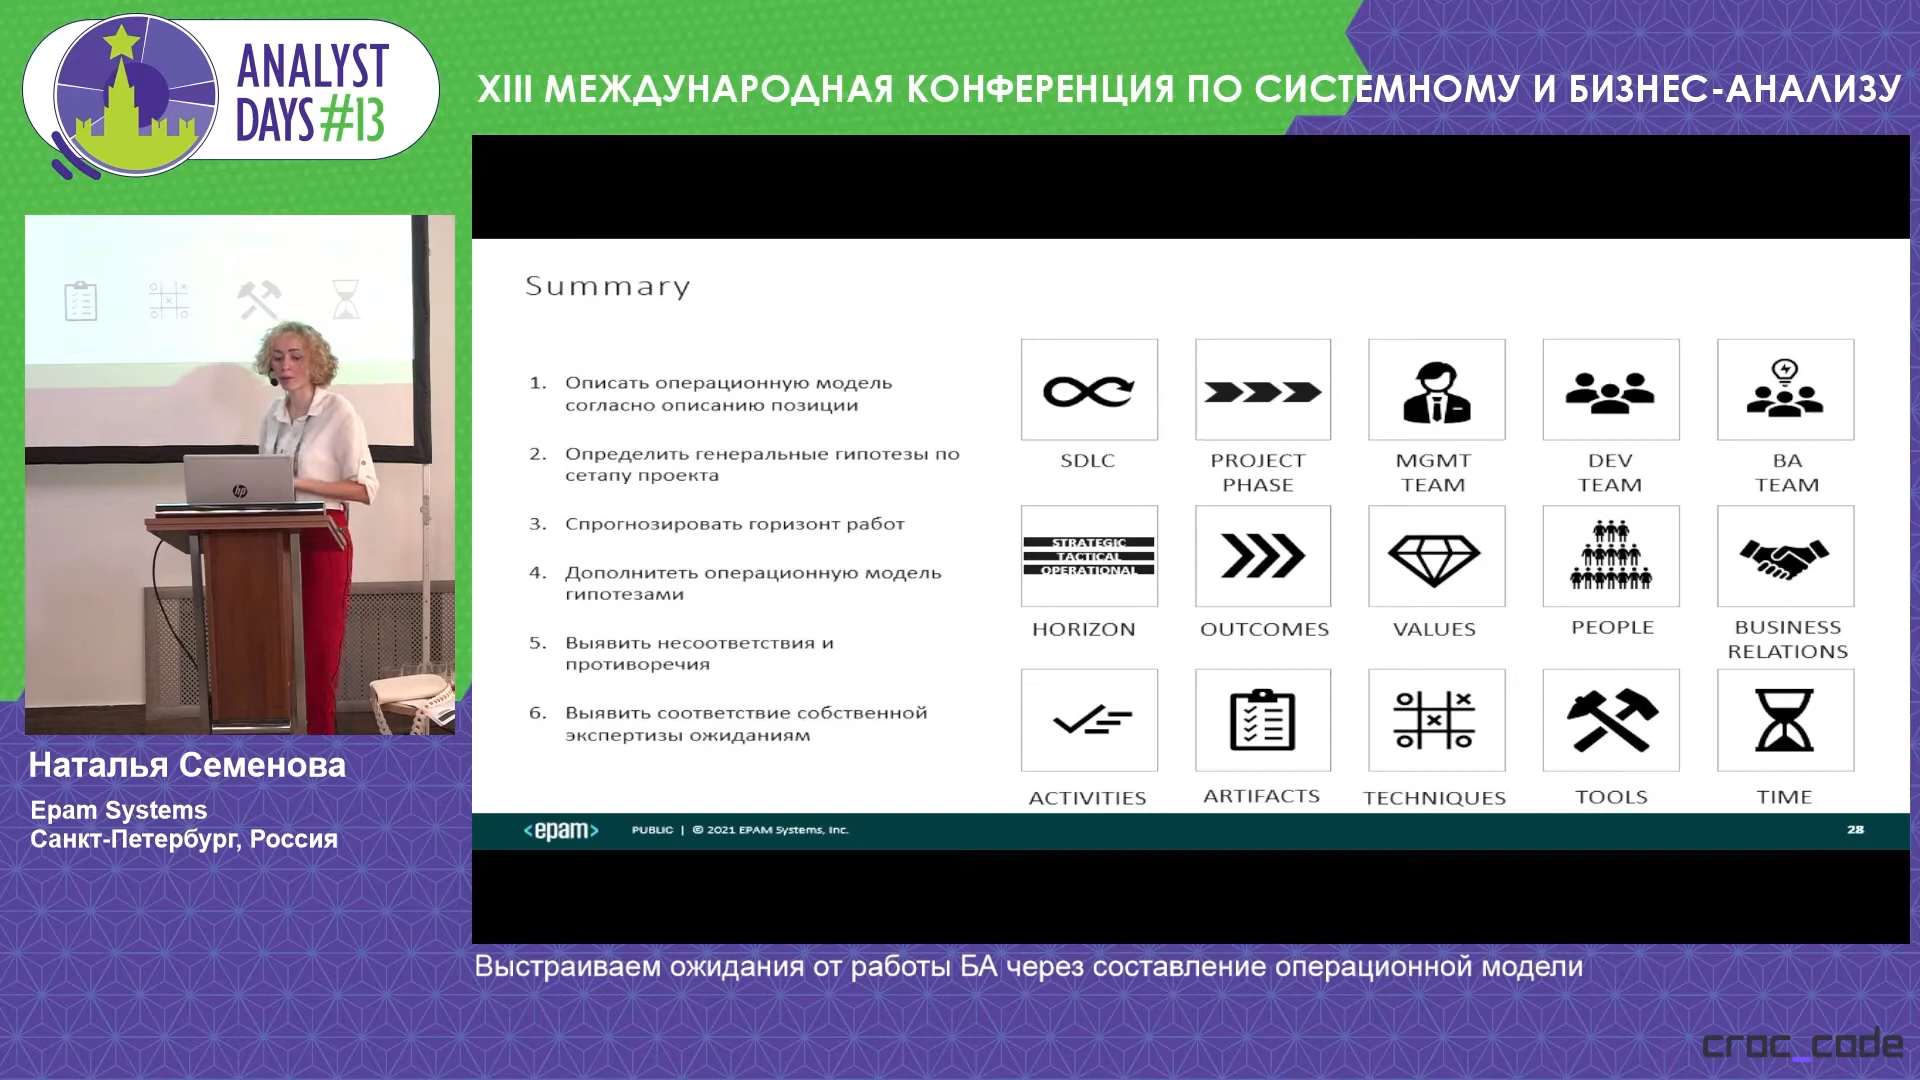 ANALYST
DAYS #13
XIII МЕЖДУНАРОДНАЯ КОНФЕРЕНЦИЯ ПО СИСТЕМНОМУ И БИЗНЕС-АНАЛИЗУ
Summary
1. Описать операционную модель
согласно описанию позиции
2. Определить генеральные гипотезы по
сетапу проекта
3. Спрогнозировать горизонт работ
4. Дополнитеть операционную модель
гипотезами
5. Выявить несоответствия и
противоречия
6. Выявить соответствие собственной
экспертизы ожиданиям
SDLC
PROJECT
PHASE
MGMT
TEAM
DEV
TEAM
BA
TEAM
STRATEGIC
TACTICAL
OPERATIONAL
HORIZON
OUTCOMES
VALUES
PEOPLE
BUSINESS
RELATIONS
ACTIVITIES
ARTIFACTS
TECHNIQUES
TOOLS
TIME
<epam> PUBLIC | © 2021 EPAM Systems, Inc. 28
hp
Наталья Семенова
Epam Systems
Санкт-Петербург, Россия
Выстраиваем ожидания от работы БА через составление операционной модели
croc_code